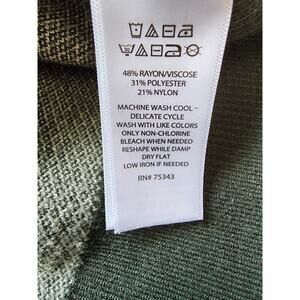 48% RAYON/VISCOSE
31% POLYESTER
21% NYLON
MACHINE WASH COOL –
DELICATE CYCLE
WASH WITH LIKE COLORS
ONLY NON-CHLORINE
BLEACH WHEN NEEDED
RESHAPE WHILE DAMP
DRY FLAT
LOW IRON IF NEEDED
RN# 75343